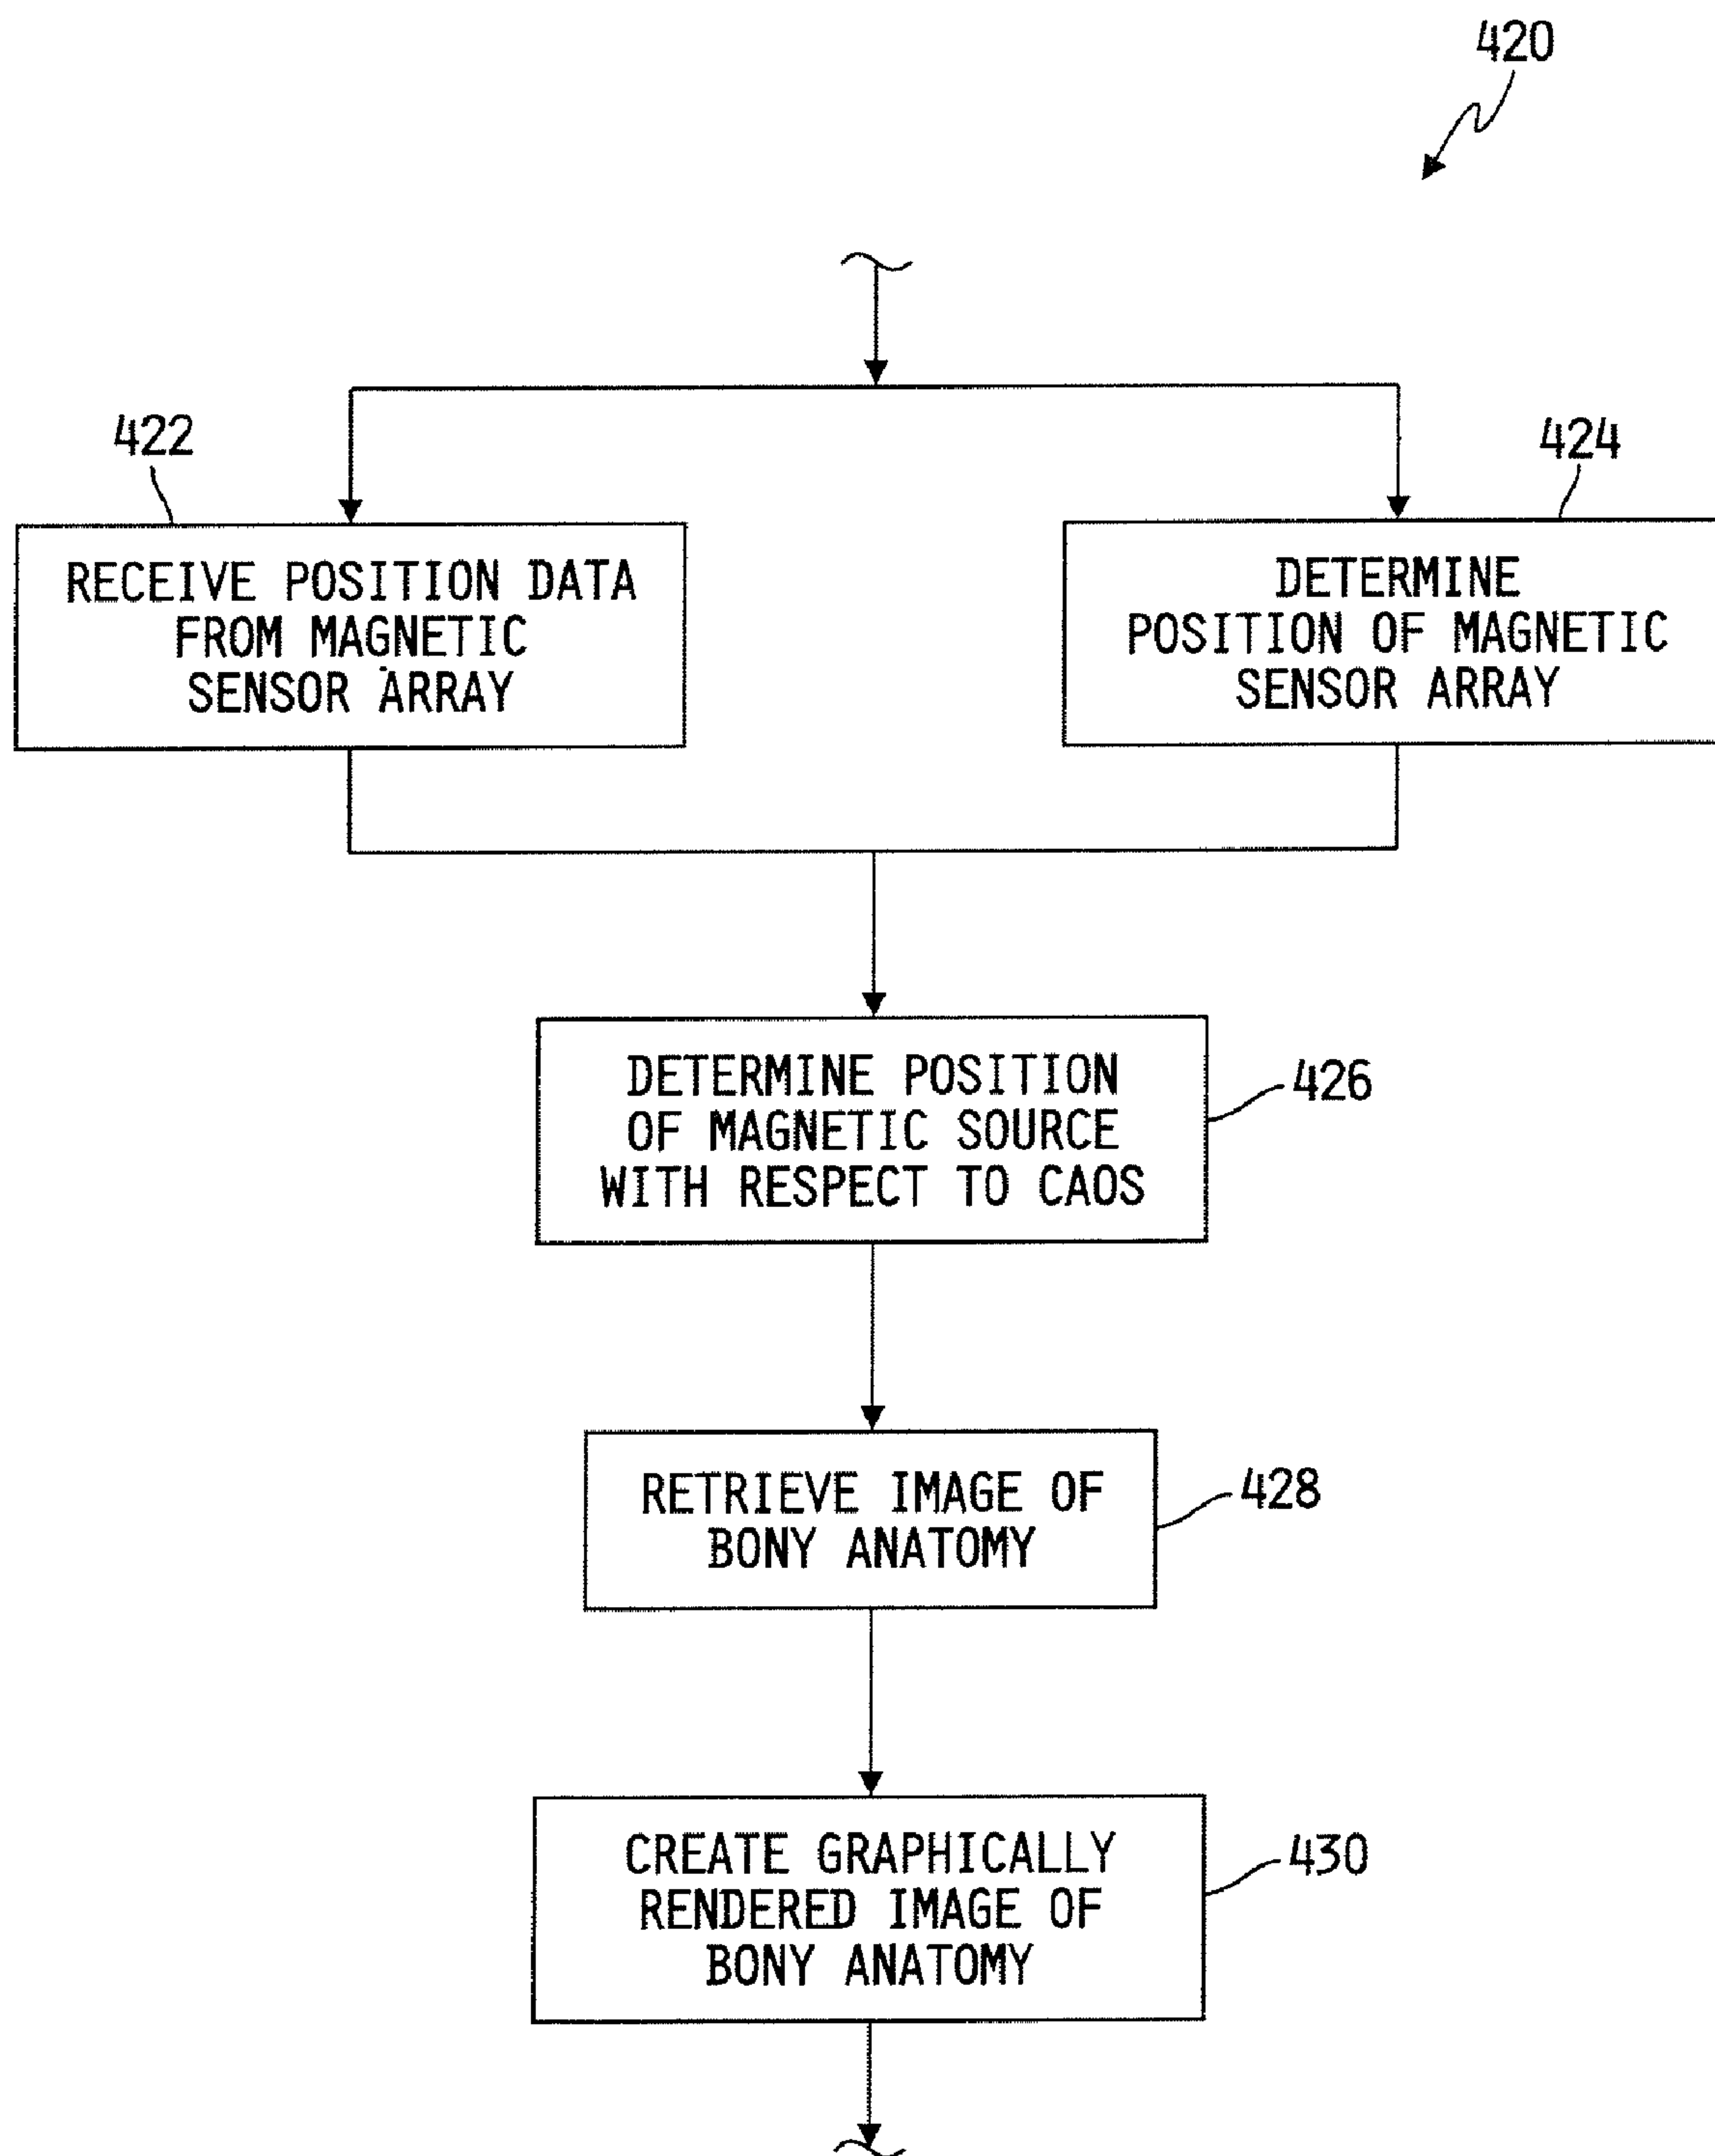 420
422
424
RECEIVE POSITION DATA
FROM MAGNETIC
SENSOR ARRAY
DETERMINE
POSITION OF MAGNETIC
SENSOR ARRAY
DETERMINE POSITION
OF MAGNETIC SOURCE
WITH RESPECT TO CAOS
426
RETRIEVE IMAGE OF
BONY ANATOMY
428
CREATE GRAPHICALLY
RENDERED IMAGE OF
BONY ANATOMY
430